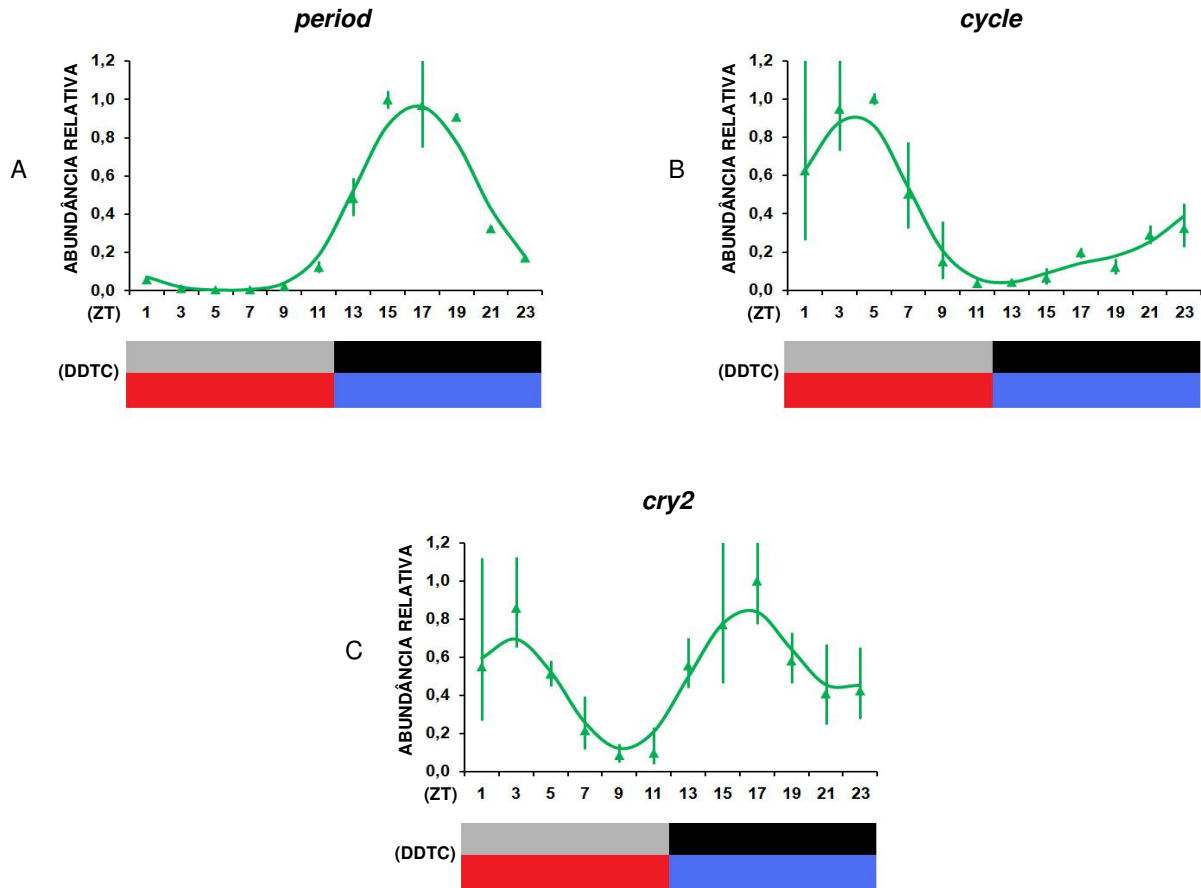 period
cycle
A
ABUNDÂNCIA RELATIVA
1,2
1,0
0,8
0,6
0,4
0,2
0,0
(ZT) 1 3 5 7 9 11 13 15 17 19 21 23
(DDTC)
B
ABUNDÂNCIA RELATIVA
1,2
1,0
0,8
0,6
0,4
0,2
0,0
(ZT) 1 3 5 7 9 11 13 15 17 19 21 23
(DDTC)
cry2
C
ABUNDÂNCIA RELATIVA
1,2
1,0
0,8
0,6
0,4
0,2
0,0
(ZT) 1 3 5 7 9 11 13 15 17 19 21 23
(DDTC)